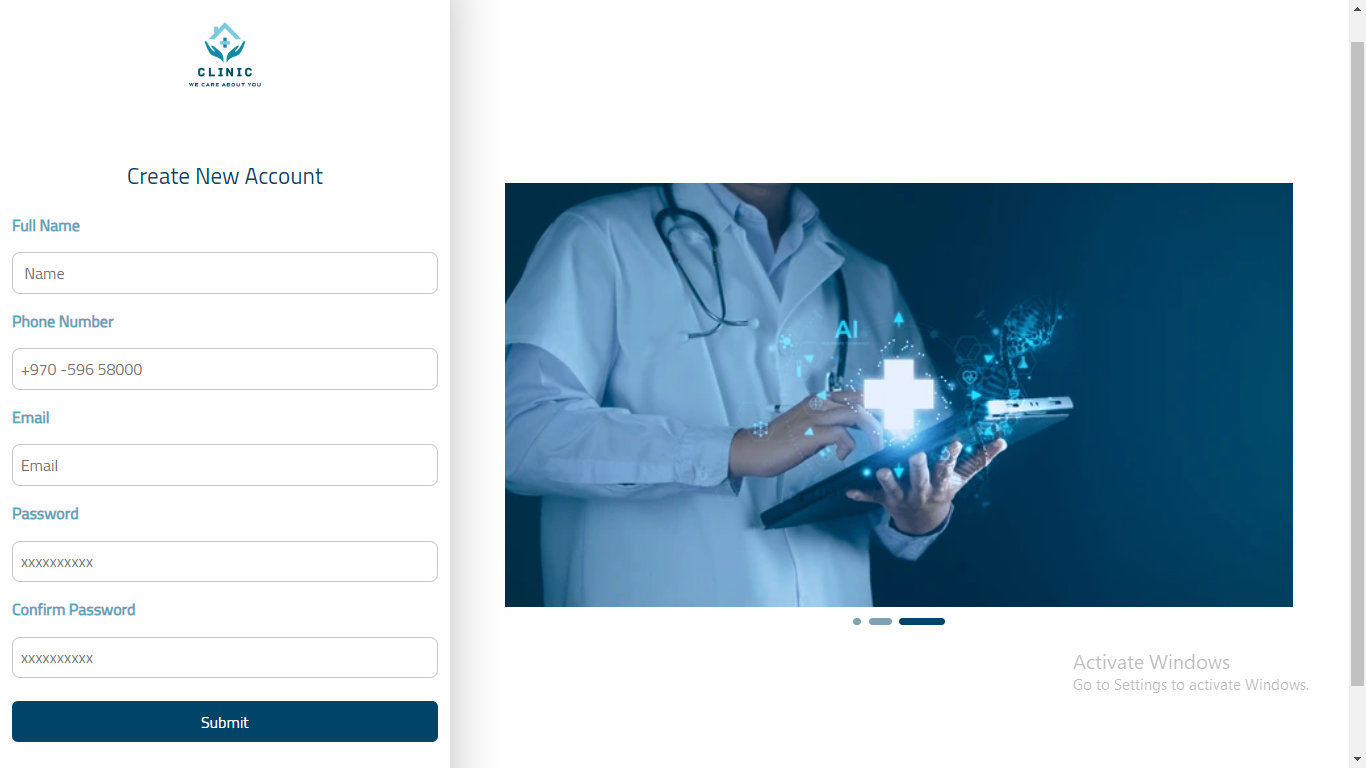 CLINIC
WE CARE ABOUT YOU
Create New Account
Full Name
Name
Phone Number
+970 -596 58000
Email
Email
Password
xxxxxxxxxx
Confirm Password
xxxxxxxxxx
Submit
AI
Activate Windows
Go to Settings to activate Windows.